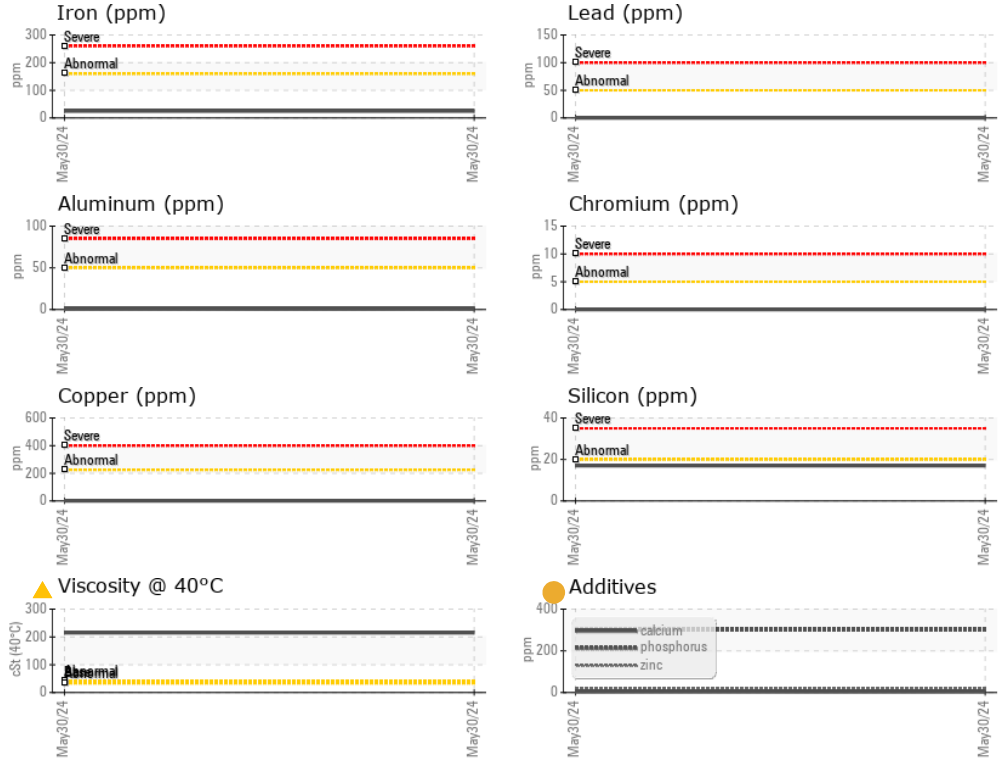 Iron (ppm)
300
200
100
0
ppm
Severe
Abnormal
May30/24
May30/24
Lead (ppm)
150
100
50
0
ppm
Severe
Abnormal
May30/24
May30/24
Aluminum (ppm)
100
50
0
ppm
Severe
Abnormal
May30/24
May30/24
Chromium (ppm)
15
10
5
0
ppm
Severe
Abnormal
May30/24
May30/24
Copper (ppm)
600
400
200
0
ppm
Severe
Abnormal
May30/24
May30/24
Silicon (ppm)
40
20
0
ppm
Severe
Abnormal
May30/24
May30/24
Viscosity @ 40°C
300
200
100
0
cSt (40°C)
Abnormal
May30/24
May30/24
Additives
400
200
0
ppm
calcium
phosphorus
zinc
May30/24
May30/24